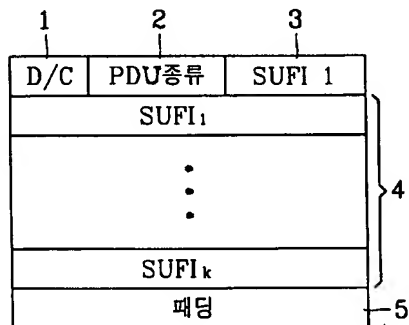 1 2 3
D/C PDU종류 SUFI 1
SUFI₁
4
SUFIₖ
패딩 5